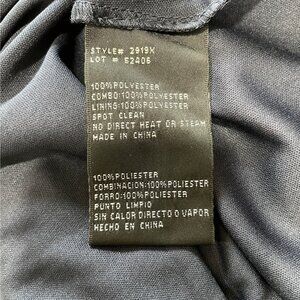 STYLE# 2919X
LOT # 52406
100%POLYESTER
COMBO:100%POLYESTER
LINING:100%POLYESTER
SPOT CLEAN
NO DIRECT HEAT OR STEAM
MADE IN CHINA
100%POLIESTER
COMBINACION:100%POLIESTER
FORRO:100%POLIESTER
PUNTO LIMPIO
SIN CALOR DIRECTO O VAPOR
HECHO EN CHINA